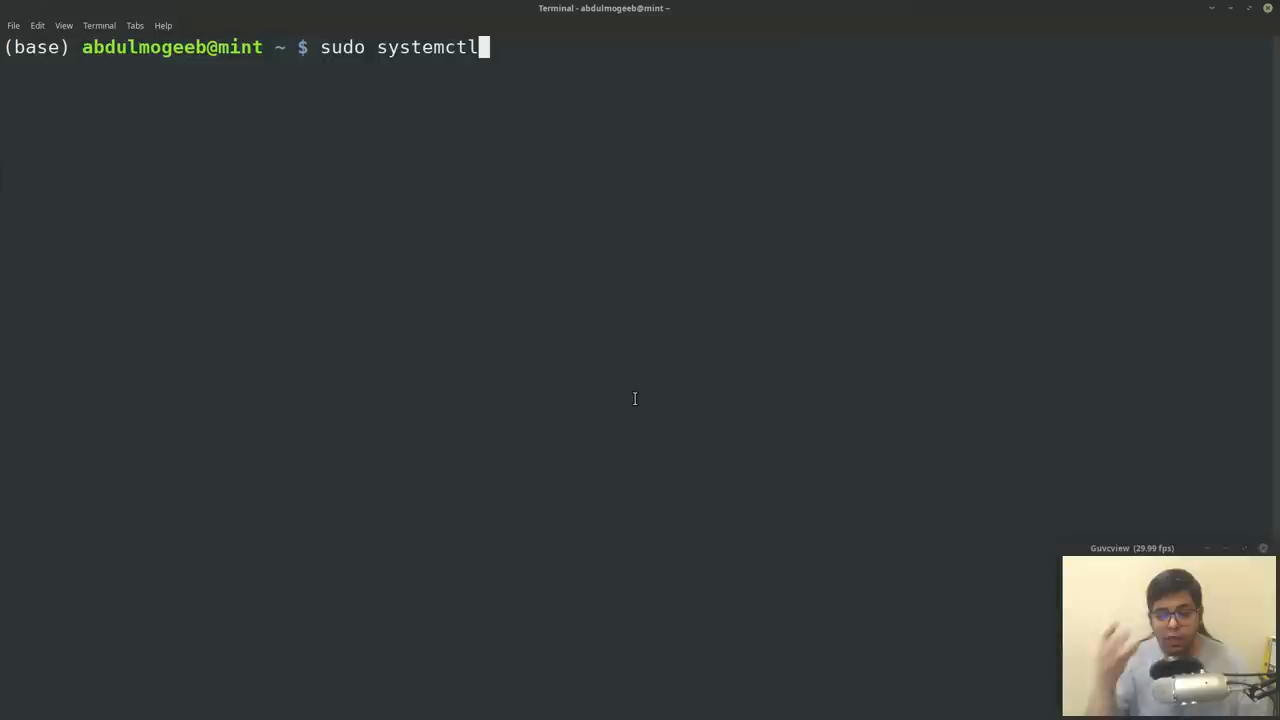 Terminal - abdulmogeeb@mint ~
File Edit View Terminal Tabs Help
(base) abdulmogeeb@mint ~ $ sudo systemctl
Guvcview (29.99 fps)